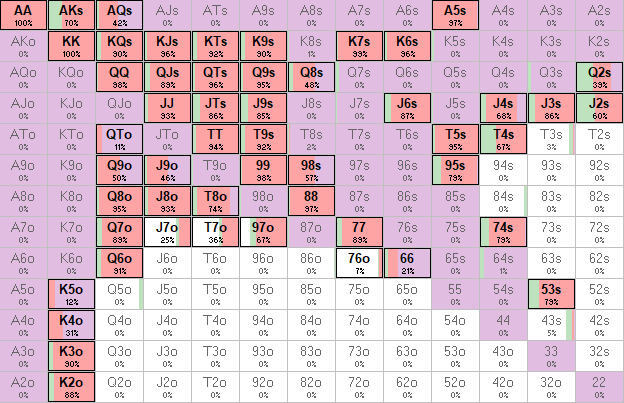 AA AKs AQs AJs ATs A9s A8s A7s A6s A5s A4s A3s A2s
100% 70% 42% 0% 0% 0% 0% 0% 0% 97% 0% 0% 0%
AKo KK KQs KJs KTs K9s K8s K7s K6s K5s K4s K3s K2s
0% 100% 90% 96% 92% 90% 1% 99% 96% 0% 0% 0% 0%
AQo KQo QQ QJs QTs Q9s Q8s Q7s Q6s Q5s Q4s Q3s Q2s
0% 0% 98% 89% 96% 95% 48% 0% 0% 0% 0% 0% 39%
AJo KJo QJo JJ JTs J9s J8s J7s J6s J5s J4s J3s J2s
0% 0% 0% 93% 86% 85% 0% 0% 87% 0% 68% 86% 60%
ATo KTo QTo JTo TT T9s T8s T7s T6s T5s T4s T3s T2s
0% 0% 11% 0% 94% 92% 2% 0% 0% 95% 67% 3% 0%
A9o K9o Q9o J9o T9o 99 98s 97s 96s 95s 94s 93s 92s
0% 0% 50% 46% 0% 98% 57% 0% 0% 79% 0% 0% 0%
A8o K8o Q8o J8o T8o 98o 88 87s 86s 85s 84s 83s 82s
0% 0% 95% 93% 74% 0% 97% 0% 0% 0% 0% 0% 0%
A7o K7o Q7o J7o T7o 97o 87o 77 76s 75s 74s 73s 72s
0% 0% 89% 25% 36% 67% 0% 89% 0% 0% 79% 0% 0%
A6o K6o Q6o J6o T6o 96o 86o 76o 66 65s 64s 63s 62s
0% 0% 91% 0% 0% 0% 0% 7% 21% 0% 1% 0% 0%
A5o K5o Q5o J5o T5o 95o 85o 75o 65o 55 54s 53s 52s
0% 12% 0% 0% 0% 0% 0% 0% 0% 0% 0% 79% 0%
A4o K4o Q4o J4o T4o 94o 84o 74o 64o 54o 44 43s 42s
0% 31% 0% 0% 0% 0% 0% 0% 0% 0% 0% 5% 0%
A3o K3o Q3o J3o T3o 93o 83o 73o 63o 53o 43o 33 32s
0% 90% 0% 0% 0% 0% 0% 0% 0% 0% 0% 0% 0%
A2o K2o Q2o J2o T2o 92o 82o 72o 62o 52o 42o 32o 22
0% 88% 0% 0% 0% 0% 0% 0% 0% 0% 0% 0% 0%